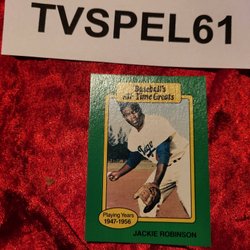 TVSPEL61
Baseball's
All-Time Greats
Playing Years
1947-1956
JACKIE ROBINSON